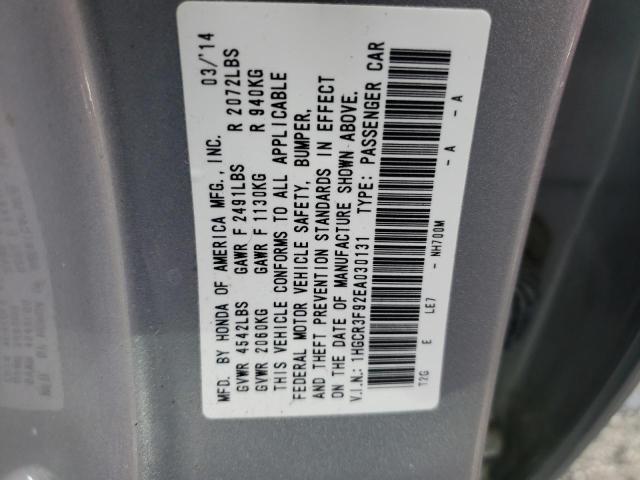 MFD. BY HONDA OF AMERICA MFG., INC. 03/'14
GVWR 4542LBS GAWR F 2491LBS R 2072LBS
GVWR 2060KG GAWR F 1130KG R 940KG
THIS VEHICLE CONFORMS TO ALL APPLICABLE
FEDERAL MOTOR VEHICLE SAFETY, BUMPER,
AND THEFT PREVENTION STANDARDS IN EFFECT
ON THE DATE OF MANUFACTURE SHOWN ABOVE.
V.I.N.: 1HGCR3F92EA030131 TYPE: PASSENGER CAR
T2G E LE7 - NH700M - A - A